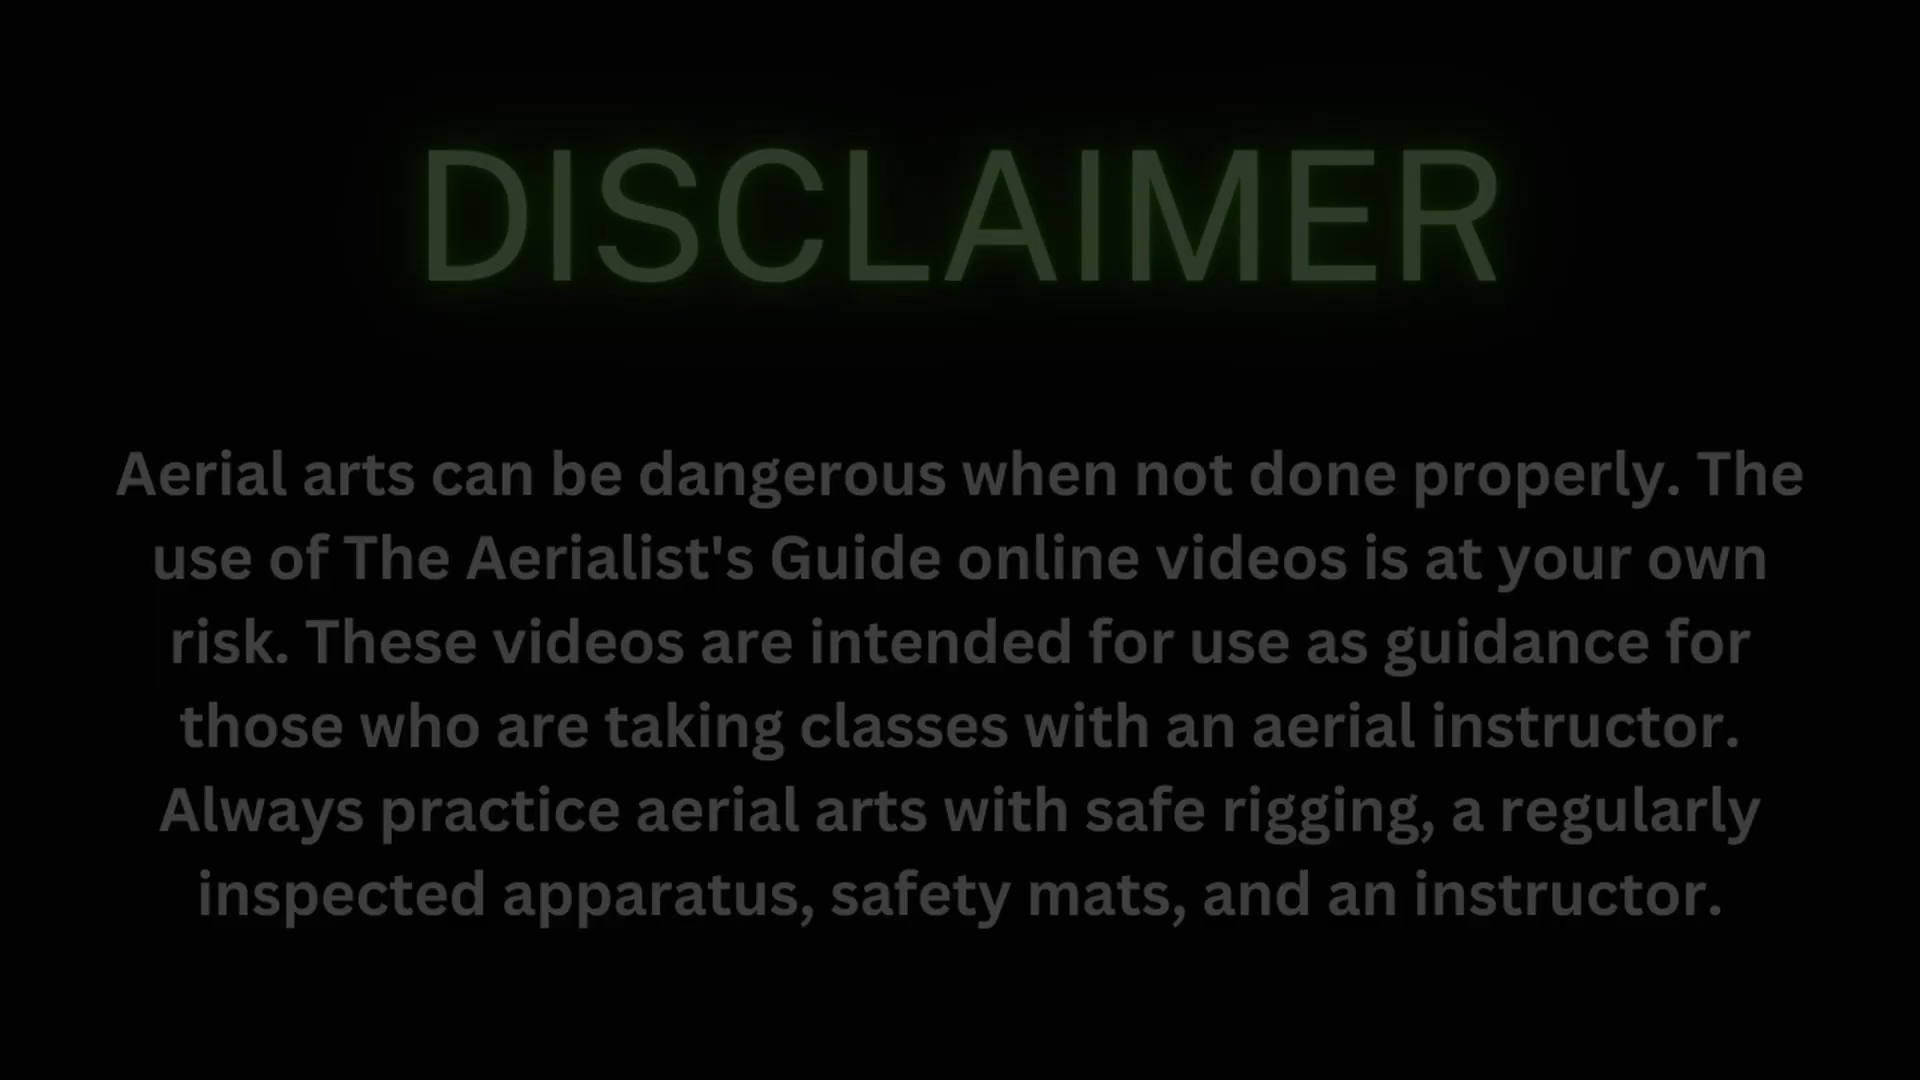 DISCLAIMER
Aerial arts can be dangerous when not done properly. The
use of The Aerialist's Guide online videos is at your own
risk. These videos are intended for use as guidance for
those who are taking classes with an aerial instructor.
Always practice aerial arts with safe rigging, a regularly
inspected apparatus, safety mats, and an instructor.